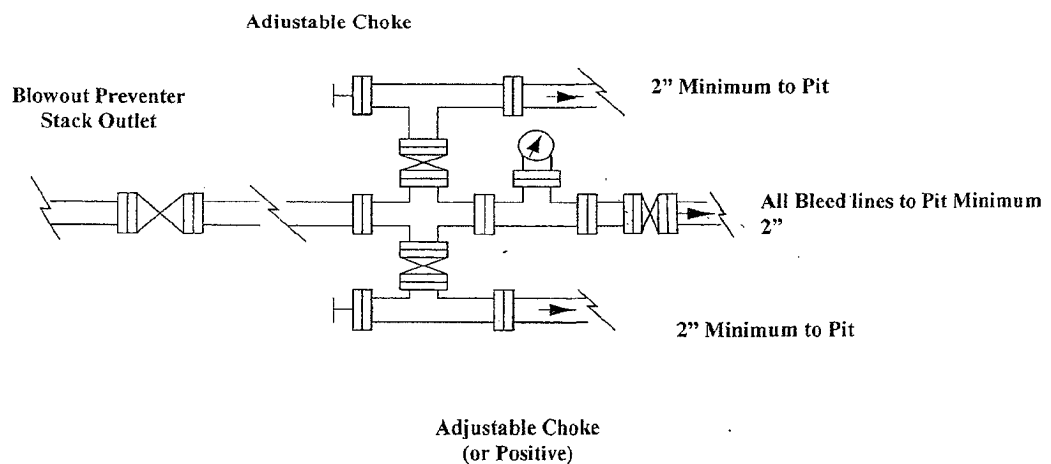 Adiustable Choke
Blowout Preventer
Stack Outlet
2” Minimum to Pit
All Bleed lines to Pit Minimum
2”
2” Minimum to Pit
Adjustable Choke
(or Positive)